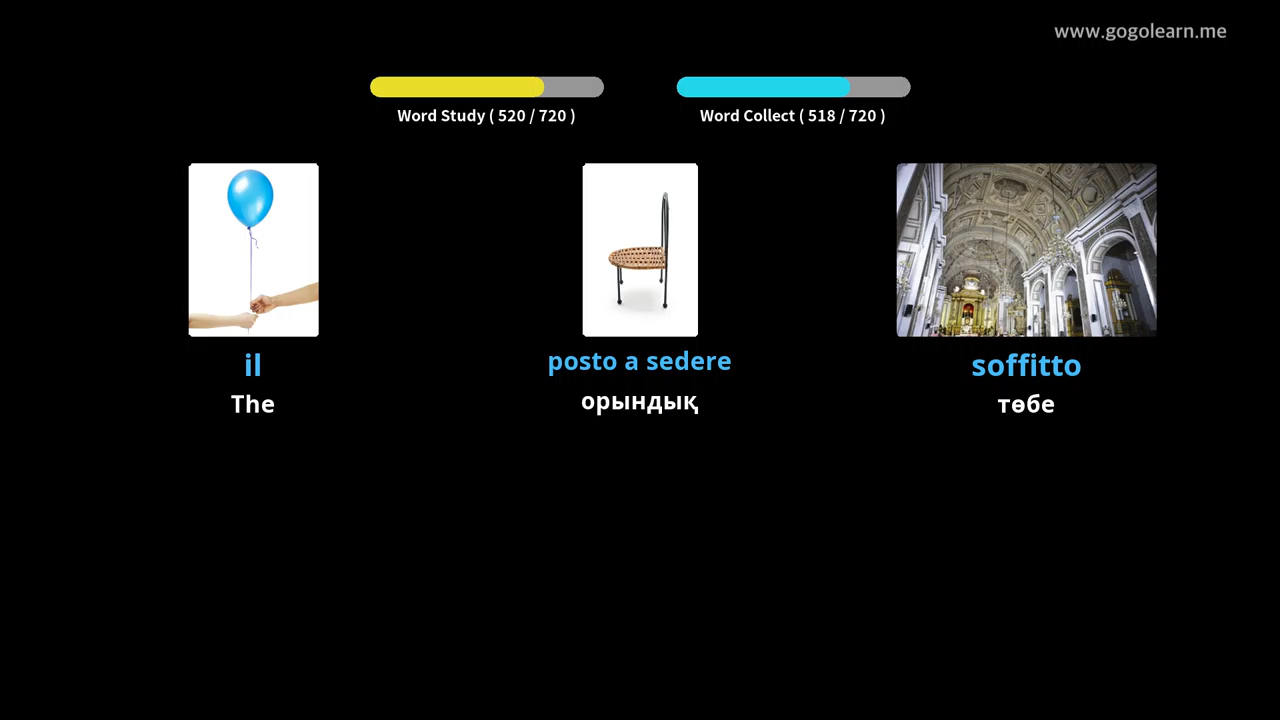 www.gogolearn.me
Word Study ( 520 / 720 )
Word Collect ( 518 / 720 )
il
posto a sedere
soffitto
The
орындық
төбе